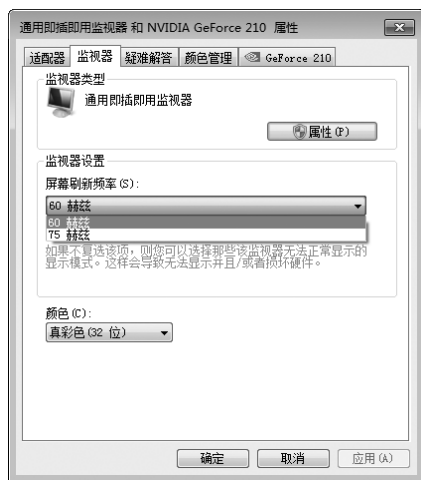 通用即插即用监视器 和 NVIDIA GeForce 210 属性
适配器 监视器 疑难解答 颜色管理 GeForce 210
监视器类型
通用即插即用监视器
属性(P)
监视器设置
屏幕刷新频率(S):
60 赫兹
60 赫兹
75 赫兹
如果不复选该项，则您可以选择那些该监视器无法正常显示的
显示模式。这样会导致无法显示并且/或者损坏硬件。
颜色(C):
真彩色(32 位)
确定 取消 应用(A)